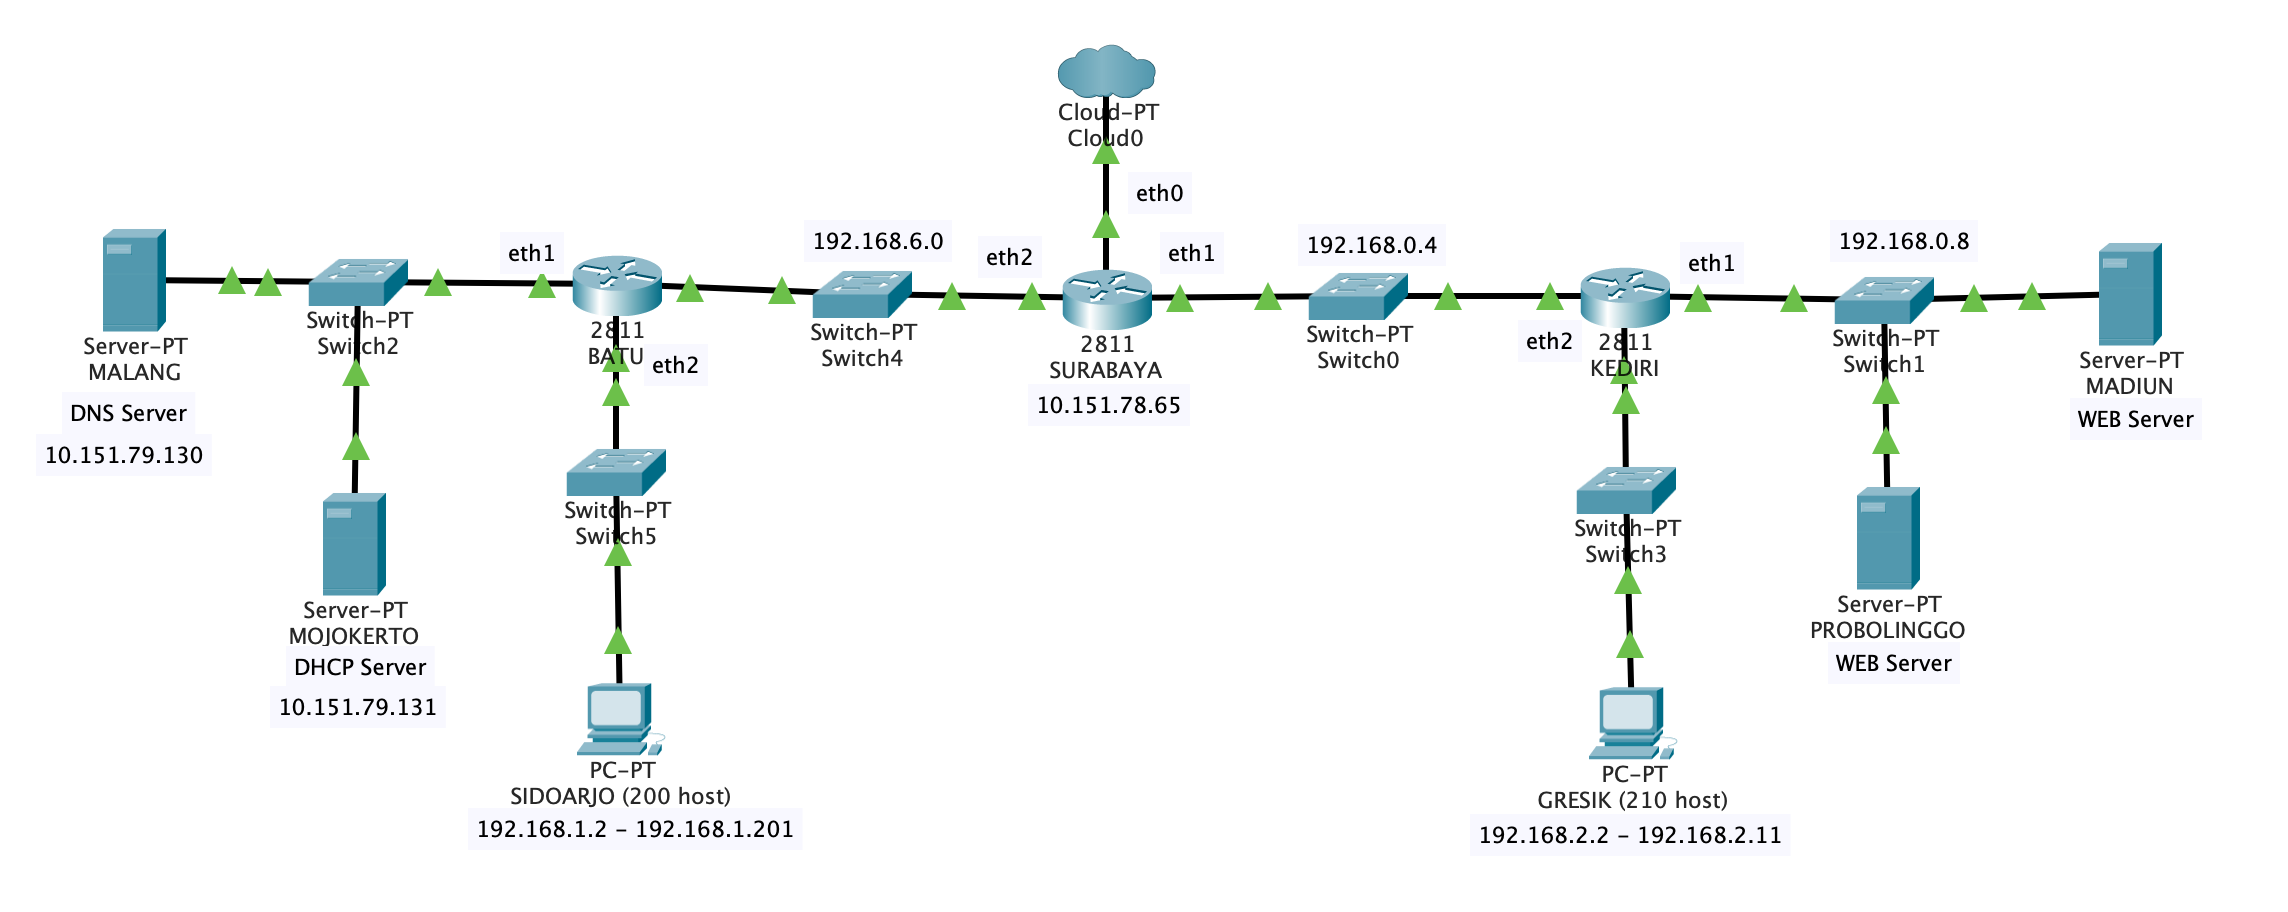 Cloud-PT
Cloud0
eth0
Server-PT
MALANG
DNS Server
10.151.79.130
Switch-PT
Switch2
Server-PT
MOJOKERTO
DHCP Server
10.151.79.131
eth1
2811
BATU
eth2
Switch-PT
Switch5
PC-PT
SIDOARJO (200 host)
192.168.1.2 - 192.168.1.201
192.168.6.0
Switch-PT
Switch4
eth2
2811
SURABAYA
10.151.78.65
eth1
192.168.0.4
Switch-PT
Switch0
eth2
2811
KEDIRI
eth1
Switch-PT
Switch3
PC-PT
GRESIK (210 host)
192.168.2.2 - 192.168.2.11
192.168.0.8
Switch-PT
Switch1
Server-PT
PROBOLINGGO
WEB Server
Server-PT
MADIUN
WEB Server